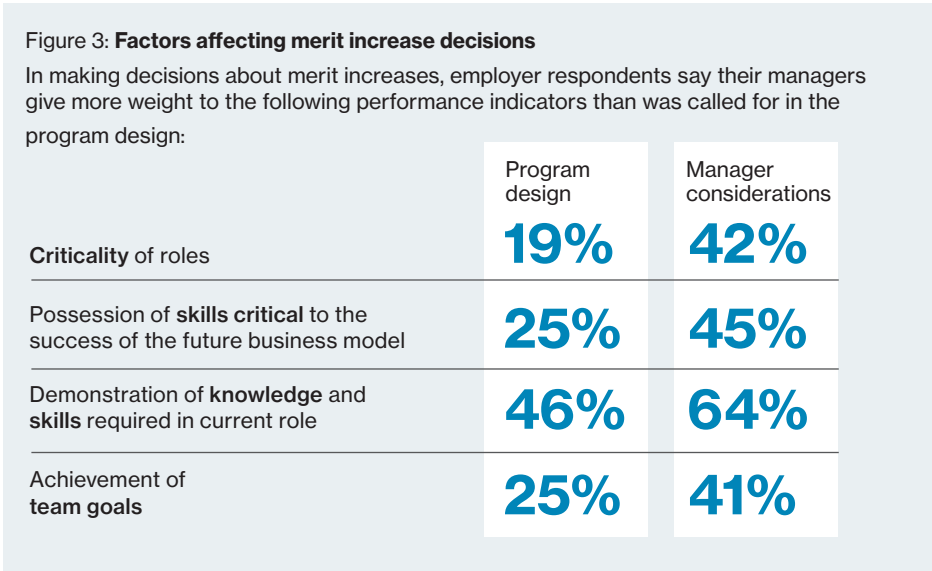 Figure 3: Factors affecting merit increase decisions
In making decisions about merit increases, employer respondents say their managers
give more weight to the following performance indicators than was called for in the
program design:
Program
design
Manager
considerations
Criticality of roles
19%
42%
Possession of skills critical to the
success of the future business model
25%
45%
Demonstration of knowledge and
skills required in current role
46%
64%
Achievement of
team goals
25%
41%